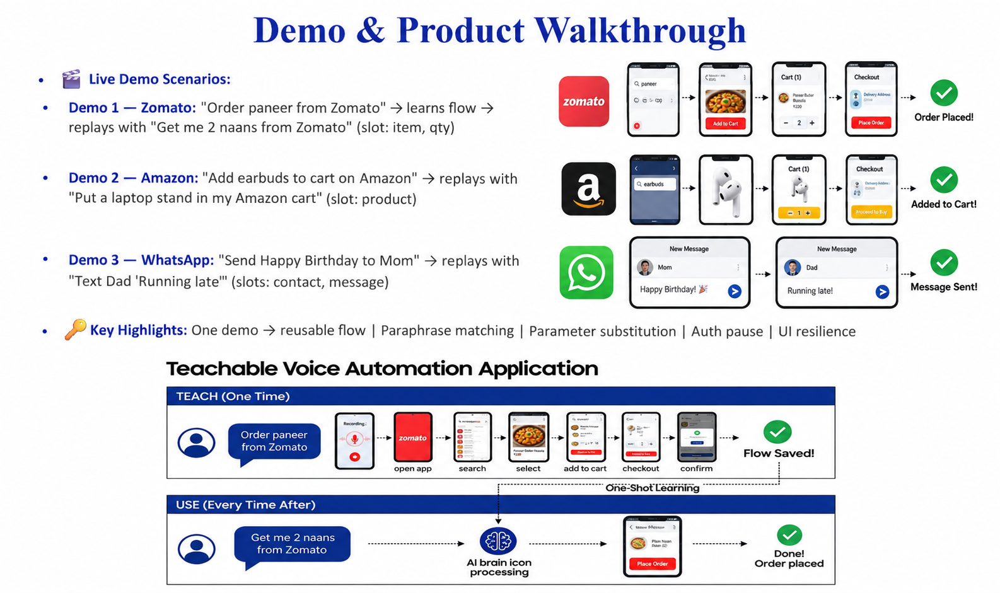 Demo & Product Walkthrough
Live Demo Scenarios:
Demo 1 — Zomato: "Order paneer from Zomato" → learns flow →
replays with "Get me 2 naans from Zomato" (slot: item, qty)
Demo 2 — Amazon: "Add earbuds to cart on Amazon" → replays with
"Put a laptop stand in my Amazon cart" (slot: product)
Demo 3 — WhatsApp: "Send Happy Birthday to Mom" → replays with
"Text Dad 'Running late'" (slots: contact, message)
Key Highlights: One demo → reusable flow | Paraphrase matching | Parameter substitution | Auth pause | UI resilience
zomato
paneer
Add to Cart
Cart (1)
₹220
− 2 +
Checkout
Delivery Address
Place Order
Order Placed!
a
earbuds
Cart (1)
− 1 +
Checkout
Proceed to Buy
Added to Cart!
New Message
Mom
Happy Birthday! 🎉
New Message
Dad
Running late!
Message Sent!
Teachable Voice Automation Application
TEACH (One Time)
Order paneer
from Zomato
Recording
zomato
open app
search
select
add to cart
checkout
confirm
Flow Saved!
One-Shot Learning
USE (Every Time After)
Get me 2 naans
from Zomato
AI brain icon
processing
Place Order
Done!
Order placed